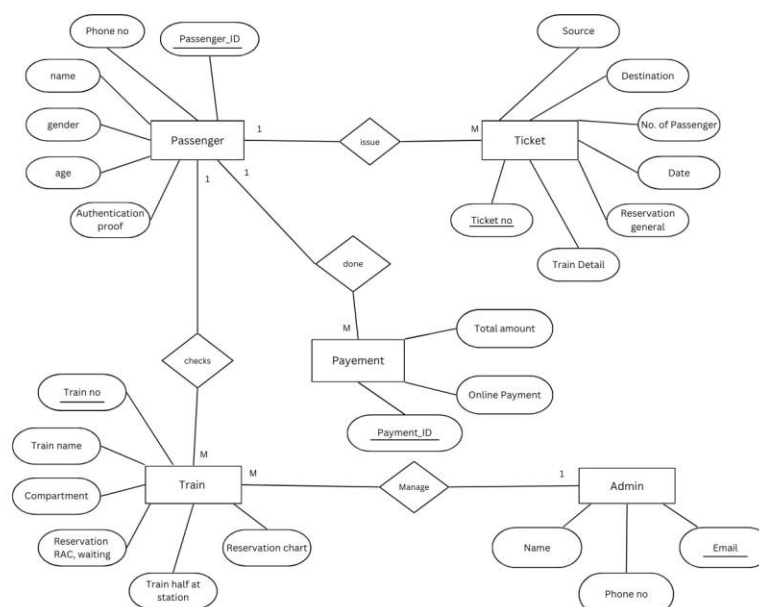 Phone no
Passenger_ID
Source
name
Destination
gender
Passenger
1
issue
M
Ticket
No. of Passenger
age
1
1
Date
Authentication
proof
Ticket no
Reservation
general
Train Detail
done
M
Total amount
Payement
checks
Online Payment
Train no
Payment_ID
Train name
M
Train
M
Manage
1
Admin
Compartment
Reservation
RAC, waiting
Reservation chart
Name
Email
Train half at
station
Phone no